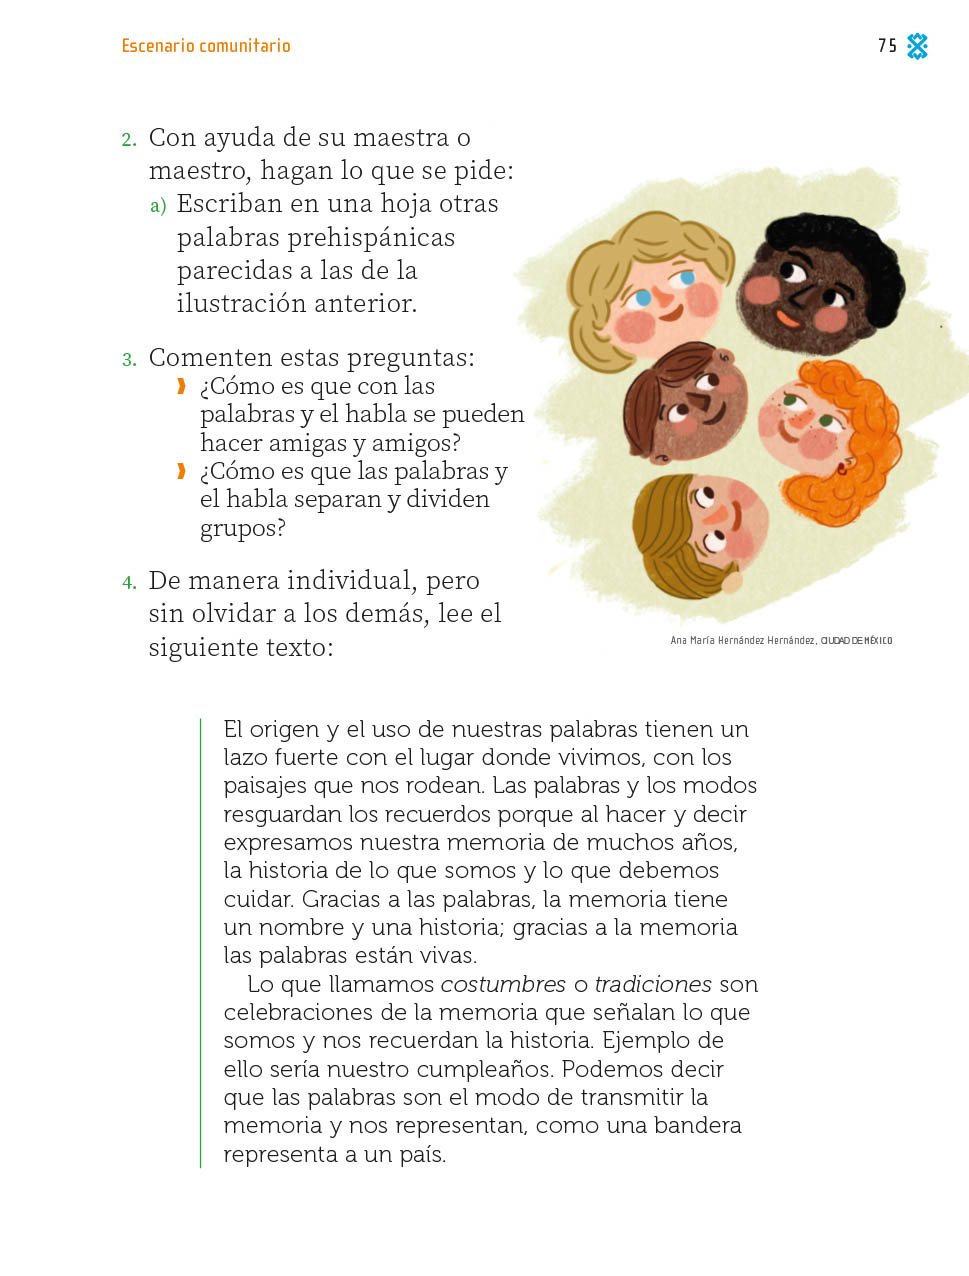 Escenario comunitario
75
2. Con ayuda de su maestra o
maestro, hagan lo que se pide:
a) Escriban en una hoja otras
palabras prehispánicas
parecidas a las de la
ilustración anterior.
3. Comenten estas preguntas:
¿Cómo es que con las
palabras y el habla se pueden
hacer amigas y amigos?
¿Cómo es que las palabras y
el habla separan y dividen
grupos?
4. De manera individual, pero
sin olvidar a los demás, lee el
siguiente texto:
Ana María Hernández Hernández, CIUDAD DE MÉXICO
El origen y el uso de nuestras palabras tienen un
lazo fuerte con el lugar donde vivimos, con los
paisajes que nos rodean. Las palabras y los modos
resguardan los recuerdos porque al hacer y decir
expresamos nuestra memoria de muchos años,
la historia de lo que somos y lo que debemos
cuidar. Gracias a las palabras, la memoria tiene
un nombre y una historia; gracias a la memoria
las palabras están vivas.
Lo que llamamos costumbres o tradiciones son
celebraciones de la memoria que señalan lo que
somos y nos recuerdan la historia. Ejemplo de
ello sería nuestro cumpleaños. Podemos decir
que las palabras son el modo de transmitir la
memoria y nos representan, como una bandera
representa a un país.